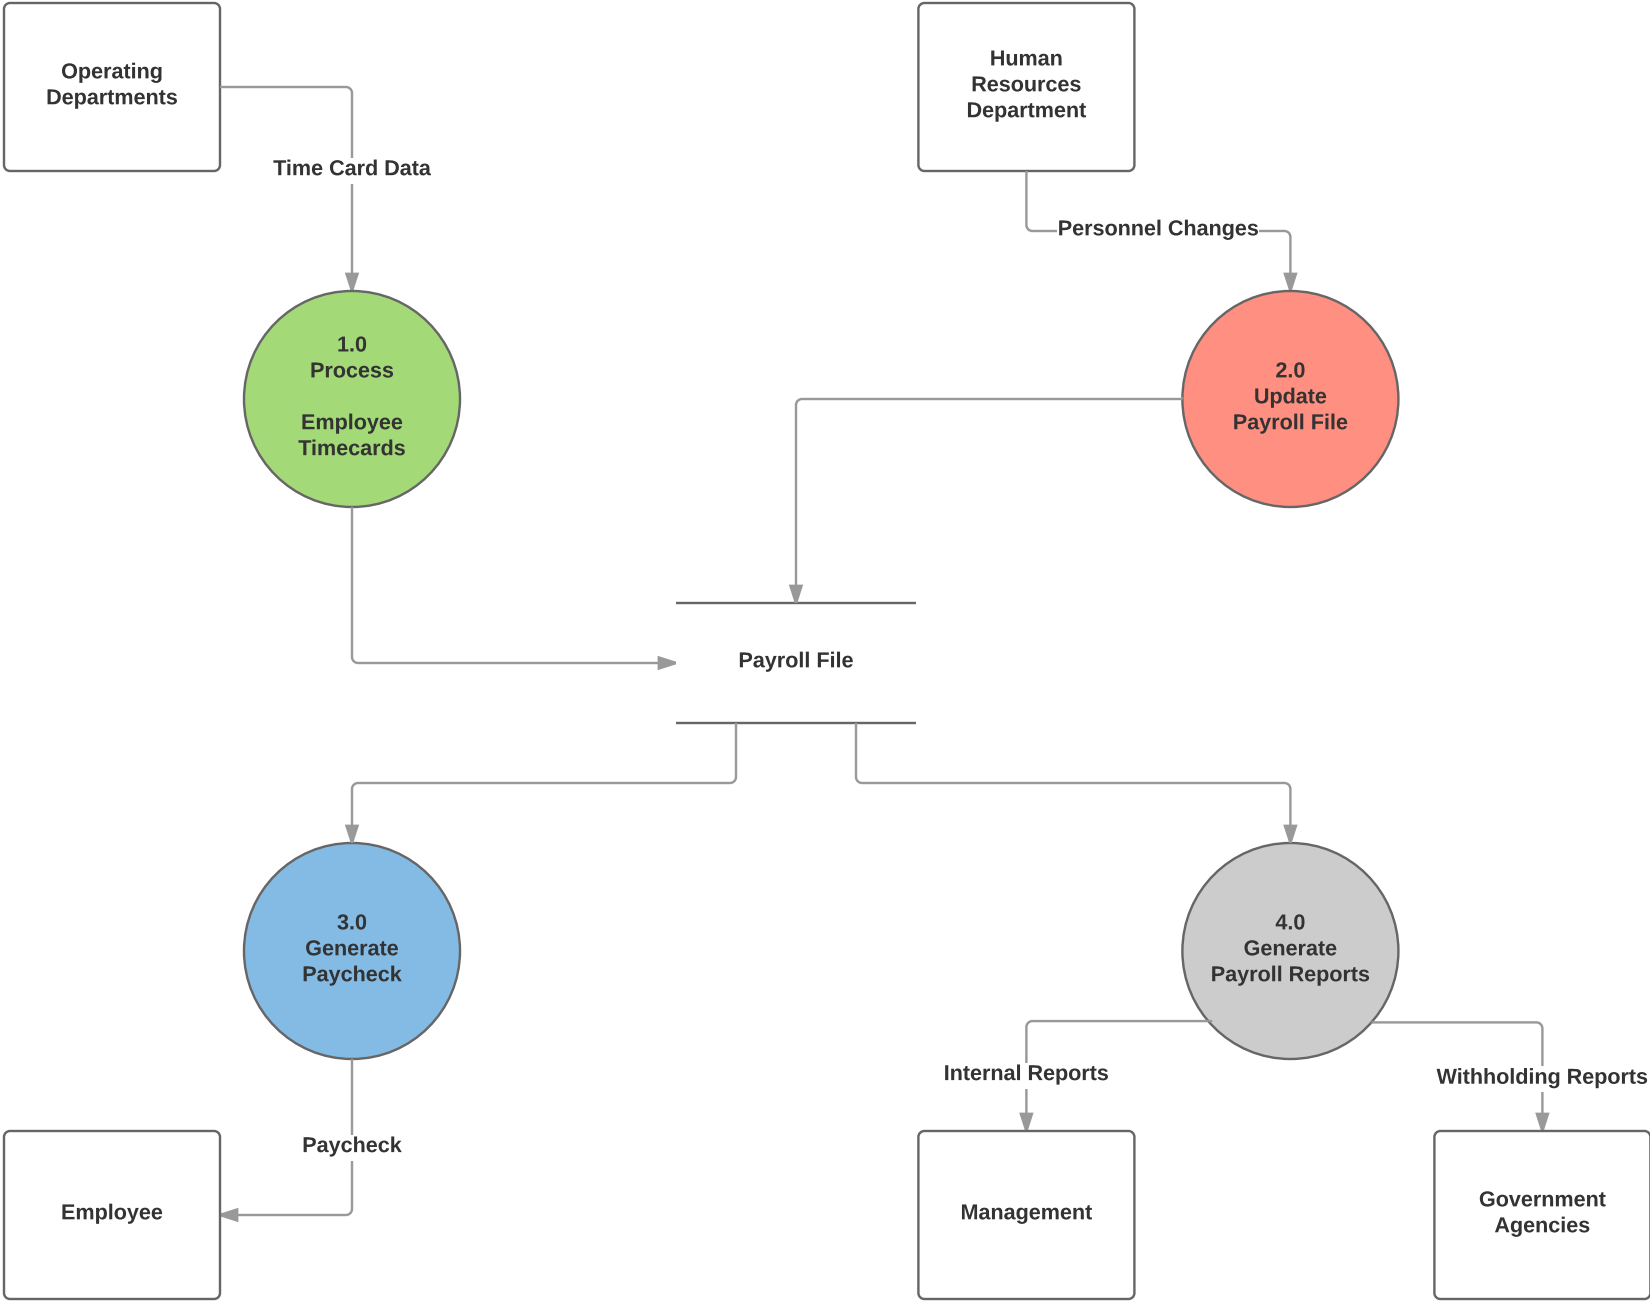 Operating
Departments
Human
Resources
Department
Time Card Data
Personnel Changes
1.0
Process
Employee
Timecards
2.0
Update
Payroll File
Payroll File
3.0
Generate
Paycheck
4.0
Generate
Payroll Reports
Internal Reports
Withholding Reports
Paycheck
Employee
Management
Government
Agencies